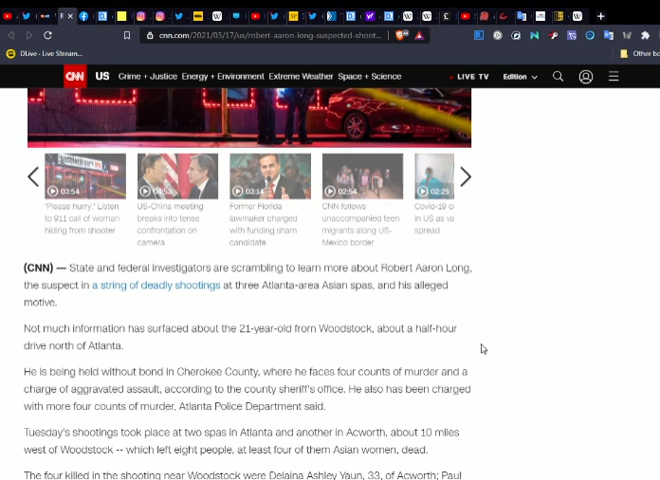 cnn.com/2021/03/17/us/robert-aaron-long-suspected-shoot...
DLive - Live Stream...
Other bo
CNN US Crime + Justice Energy + Environment Extreme Weather Space + Science LIVE TV Edition
03:54
03:14
02:54
02:25
"Please hurry:" Listen to 911 call of woman hiding from shooter
US-China meeting breaks into tense confrontation on camera
Former Florida lawmaker charged with funding sham candidate
CNN follows unaccompanied teen migrants along US-Mexico border
Covid-19 c in US as va spread
(CNN) — State and federal investigators are scrambling to learn more about Robert Aaron Long,
the suspect in a string of deadly shootings at three Atlanta-area Asian spas, and his alleged
motive.
Not much information has surfaced about the 21-year-old from Woodstock, about a half-hour
drive north of Atlanta.
He is being held without bond in Cherokee County, where he faces four counts of murder and a
charge of aggravated assault, according to the county sheriff's office. He also has been charged
with more four counts of murder, Atlanta Police Department said.
Tuesday's shootings took place at two spas in Atlanta and another in Acworth, about 10 miles
west of Woodstock -- which left eight people, at least four of them Asian women, dead.
The four killed in the shooting near Woodstock were Delaina Ashley Yaun, 33, of Acworth; Paul